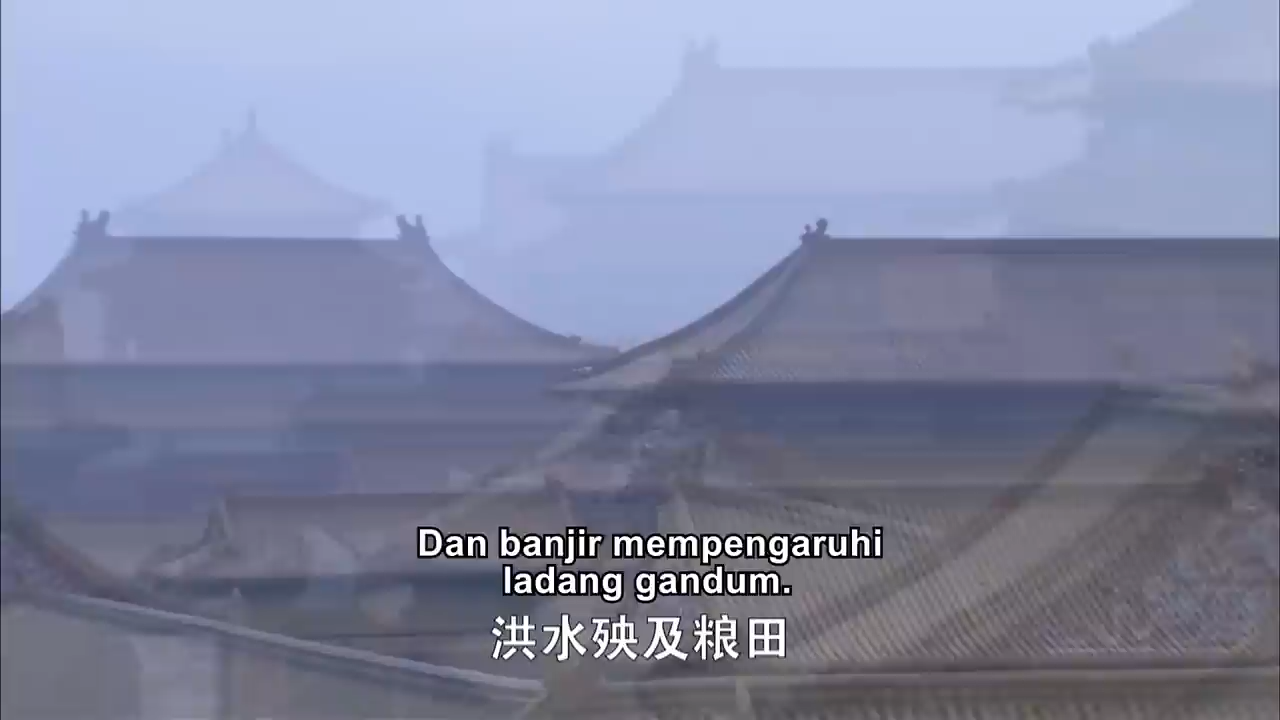 Dan banjir mempengaruhi
ladang gandum.
洪水殃及粮田